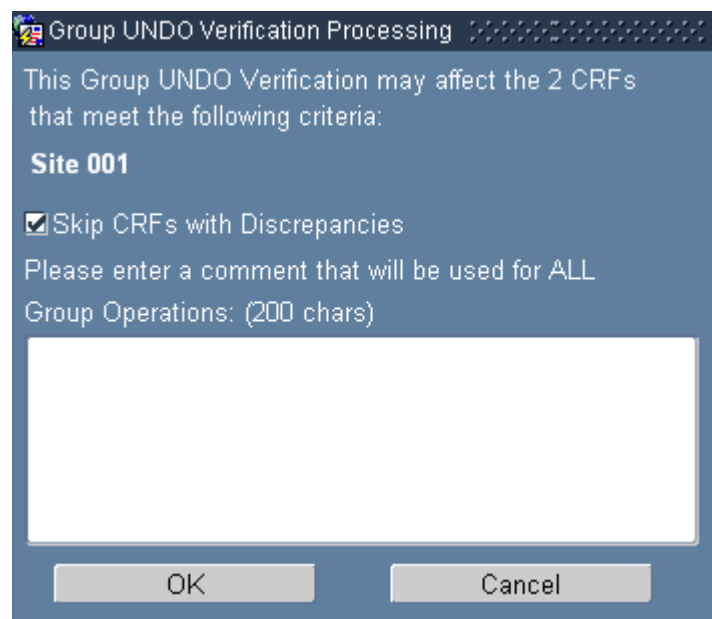 Group UNDO Verification Processing
This Group UNDO Verification may affect the 2 CRFs
that meet the following criteria:
Site 001
Skip CRFs with Discrepancies
Please enter a comment that will be used for ALL
Group Operations: (200 chars)
OK Cancel